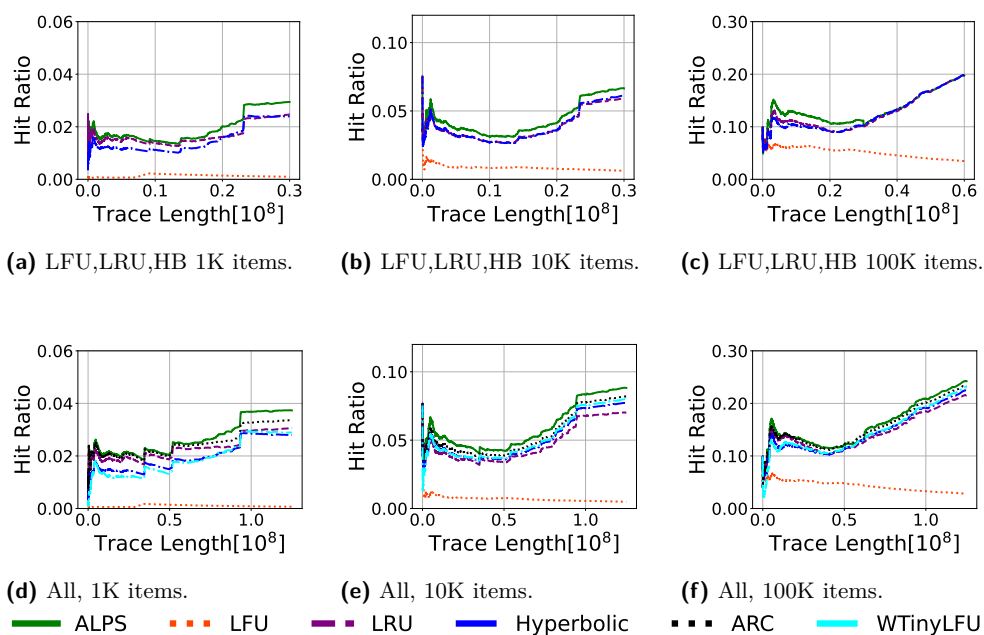 0.06
0.04
0.02
0.00
Hit Ratio
0.0 0.1 0.2 0.3
Trace Length[10^8]
(a) LFU,LRU,HB 1K items.
0.10
0.05
0.00
Hit Ratio
0.0 0.1 0.2 0.3
Trace Length[10^8]
(b) LFU,LRU,HB 10K items.
0.30
0.20
0.10
0.00
Hit Ratio
0.0 0.2 0.4 0.6
Trace Length[10^8]
(c) LFU,LRU,HB 100K items.
0.06
0.04
0.02
0.00
Hit Ratio
0.0 0.5 1.0
Trace Length[10^8]
(d) All, 1K items.
0.10
0.05
0.00
Hit Ratio
0.0 0.5 1.0
Trace Length[10^8]
(e) All, 10K items.
0.30
0.20
0.10
0.00
Hit Ratio
0.0 0.5 1.0
Trace Length[10^8]
(f) All, 100K items.
ALPS LFU LRU Hyperbolic ARC WTinyLFU